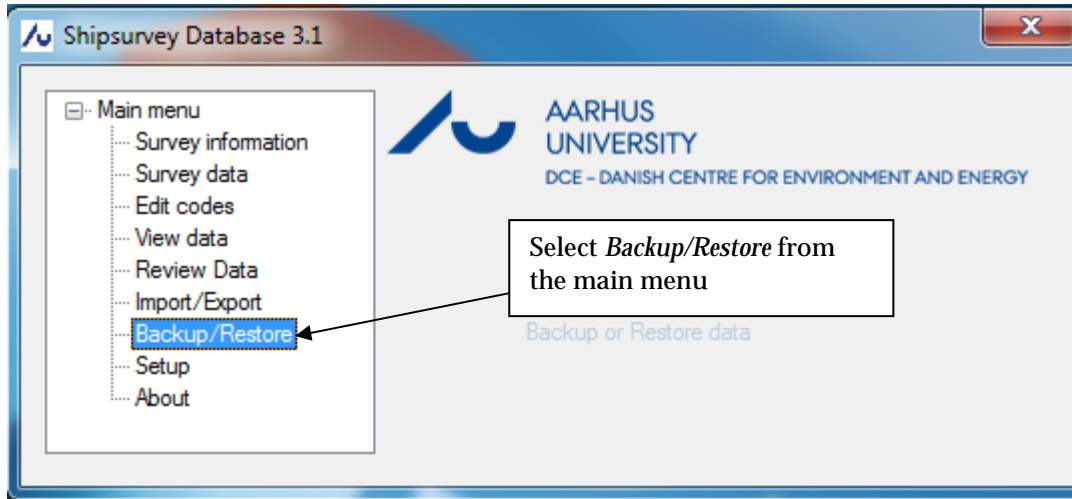 Shipsurvey Database 3.1
Main menu
Survey information
Survey data
Edit codes
View data
Review Data
Import/Export
Backup/Restore
Setup
About
AARHUS
UNIVERSITY
DCE – DANISH CENTRE FOR ENVIRONMENT AND ENERGY
Select Backup/Restore from
the main menu
Backup or Restore data